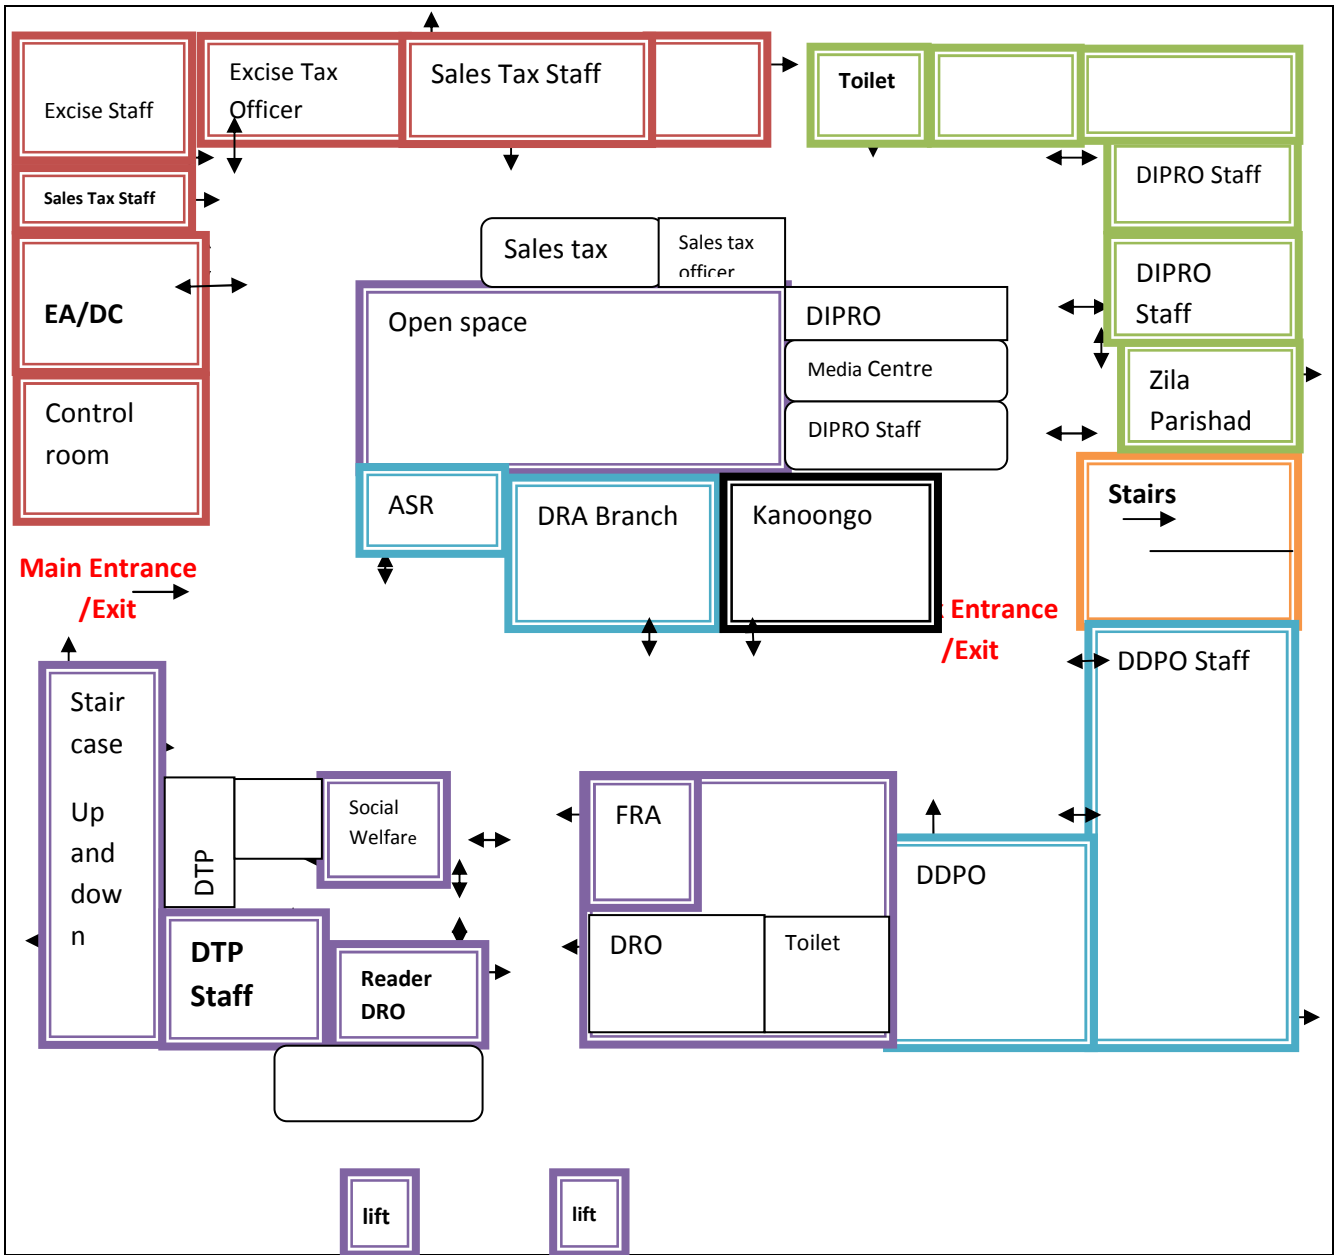 Excise Staff
Excise Tax
Officer
Sales Tax Staff
Toilet
DIPRO Staff
Sales Tax Staff
Sales tax
Sales tax
officer
EA/DC
Open space
DIPRO
DIPRO
Staff
Media Centre
Control
room
DIPRO Staff
Zila
Parishad
ASR
DRA Branch
Kanoongo
Stairs
Main Entrance
/Exit
Entrance
/Exit
DDPO Staff
Stair
case
Up
and
dow
n
DTP
Social
Welfare
FRA
DDPO
DTP
Staff
Reader
DRO
DRO
Toilet
lift
lift